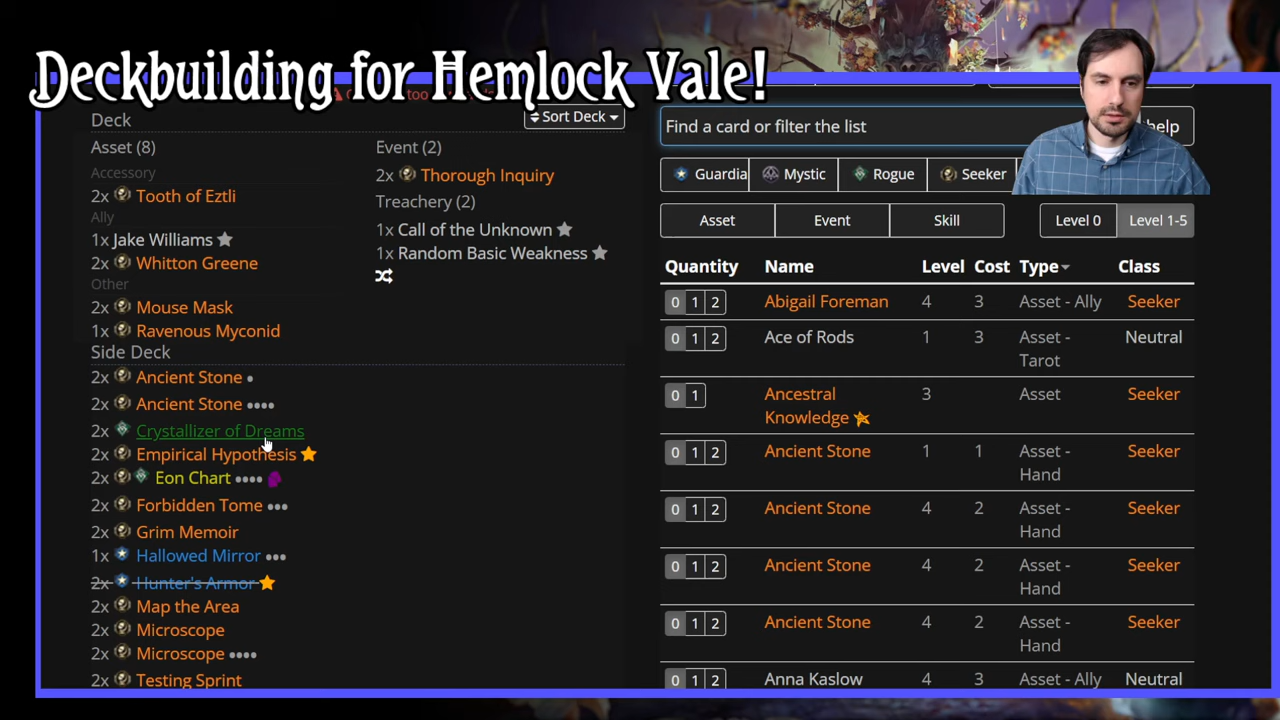 Deckbuilding for Hemlock Vale!
too
Deck
Sort Deck
Asset (8)
Accessory
2x Tooth of Eztli
Ally
1x Jake Williams
2x Whitton Greene
Other
2x Mouse Mask
1x Ravenous Myconid
Event (2)
2x Thorough Inquiry
Treachery (2)
1x Call of the Unknown
1x Random Basic Weakness
Side Deck
2x Ancient Stone
2x Ancient Stone
2x Crystallizer of Dreams
2x Empirical Hypothesis
2x Eon Chart
2x Forbidden Tome
2x Grim Memoir
1x Hallowed Mirror
2x Hunter's Armor
2x Map the Area
2x Microscope
2x Microscope
2x Testing Sprint
Find a card or filter the list
help
Guardia Mystic Rogue Seeker
Asset Event Skill Level 0 Level 1-5
Quantity Name Level Cost Type Class
0 1 2 Abigail Foreman 4 3 Asset - Ally Seeker
0 1 2 Ace of Rods 1 3 Asset - Tarot Neutral
0 1 Ancestral Knowledge 3 Asset Seeker
0 1 2 Ancient Stone 1 1 Asset - Hand Seeker
0 1 2 Ancient Stone 4 2 Asset - Hand Seeker
0 1 2 Ancient Stone 4 2 Asset - Hand Seeker
0 1 2 Ancient Stone 4 2 Asset - Hand Seeker
0 1 2 Anna Kaslow 4 3 Asset - Ally Neutral